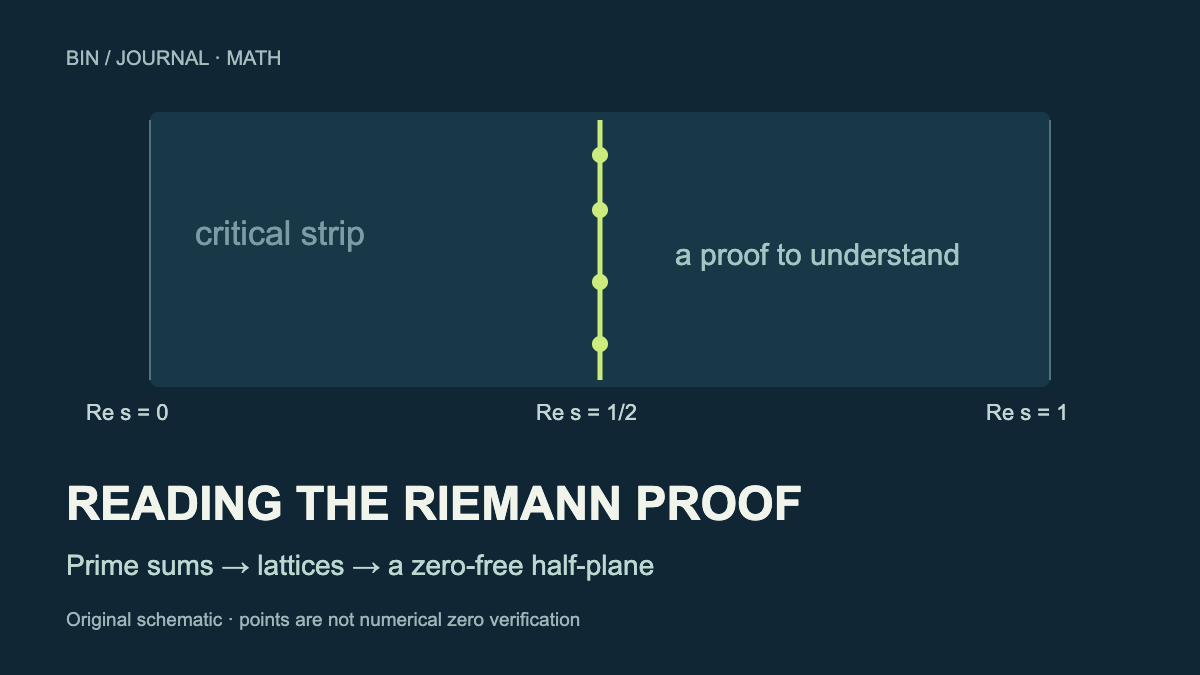 BIN / JOURNAL · MATH
critical strip
a proof to understand
Re s = 0
Re s = 1/2
Re s = 1
READING THE RIEMANN PROOF
Prime sums → lattices → a zero-free half-plane
Original schematic · points are not numerical zero verification